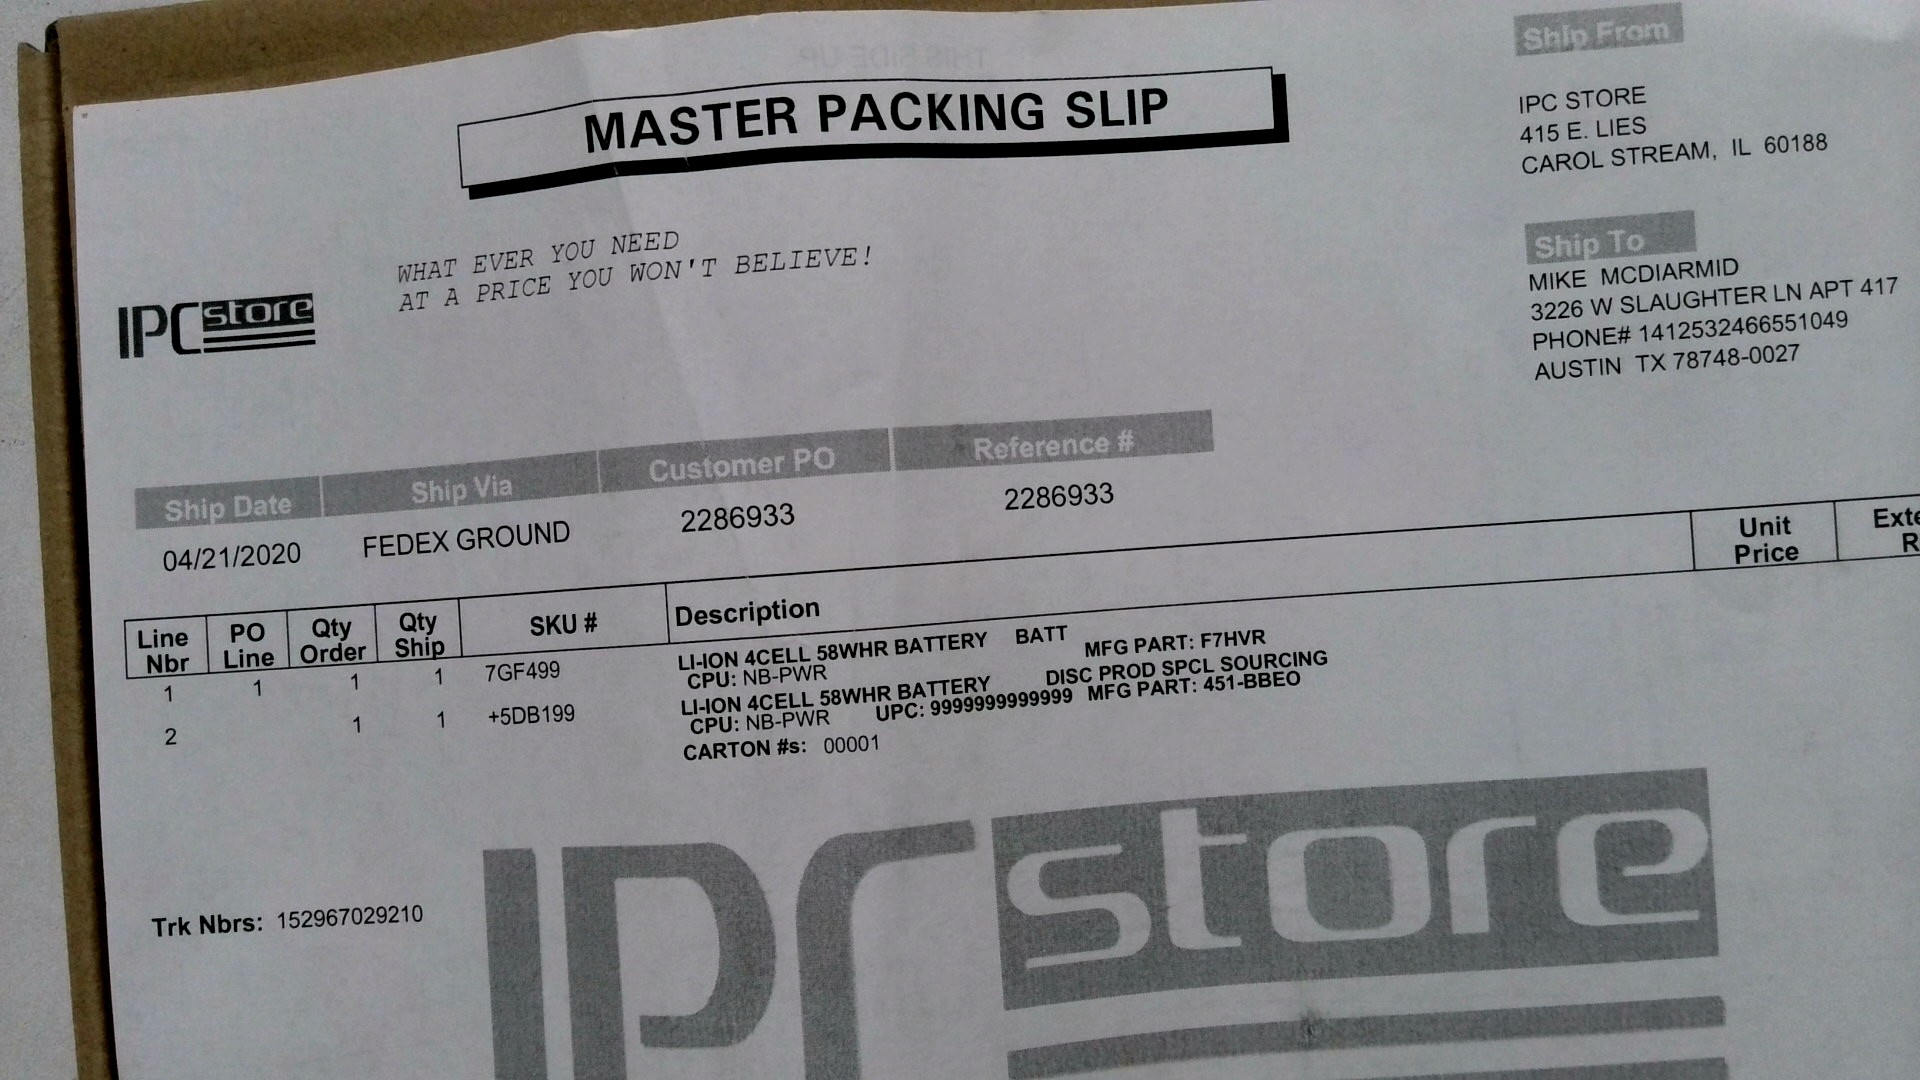 MASTER PACKING SLIP
Ship From
IPC STORE
415 E. LIES
CAROL STREAM, IL 60188
Ship To
MIKE MCDIARMID
3226 W SLAUGHTER LN APT 417
PHONE# 1412532466551049
AUSTIN TX 78748-0027
WHAT EVER YOU NEED
AT A PRICE YOU WON'T BELIEVE!
IPC store
Ship Date Ship Via Customer PO Reference #
04/21/2020 FEDEX GROUND 2286933 2286933
Line Nbr PO Line Qty Order Qty Ship SKU # Description Unit Price
1 1 1 1 7GF499 LI-ION 4CELL 58WHR BATTERY BATT MFG PART: F7HVR
CPU: NB-PWR
2 1 1 +5DB199 LI-ION 4CELL 58WHR BATTERY DISC PROD SPCL SOURCING
CPU: NB-PWR UPC: 9999999999999 MFG PART: 451-BBEO
CARTON #s: 00001
Trk Nbrs: 152967029210
IPC store